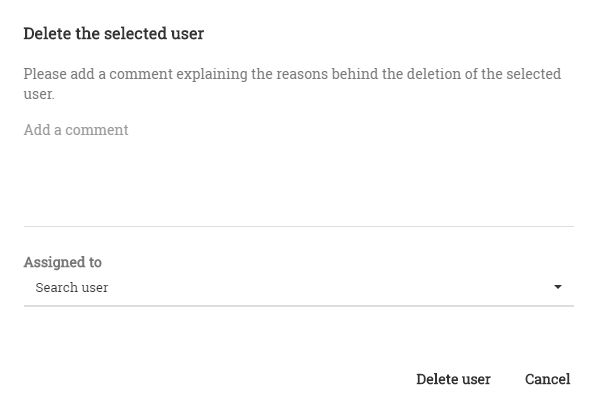 Delete the selected user
Please add a comment explaining the reasons behind the deletion of the selected
user.
Add a comment
Assigned to
Search user
Delete user
Cancel